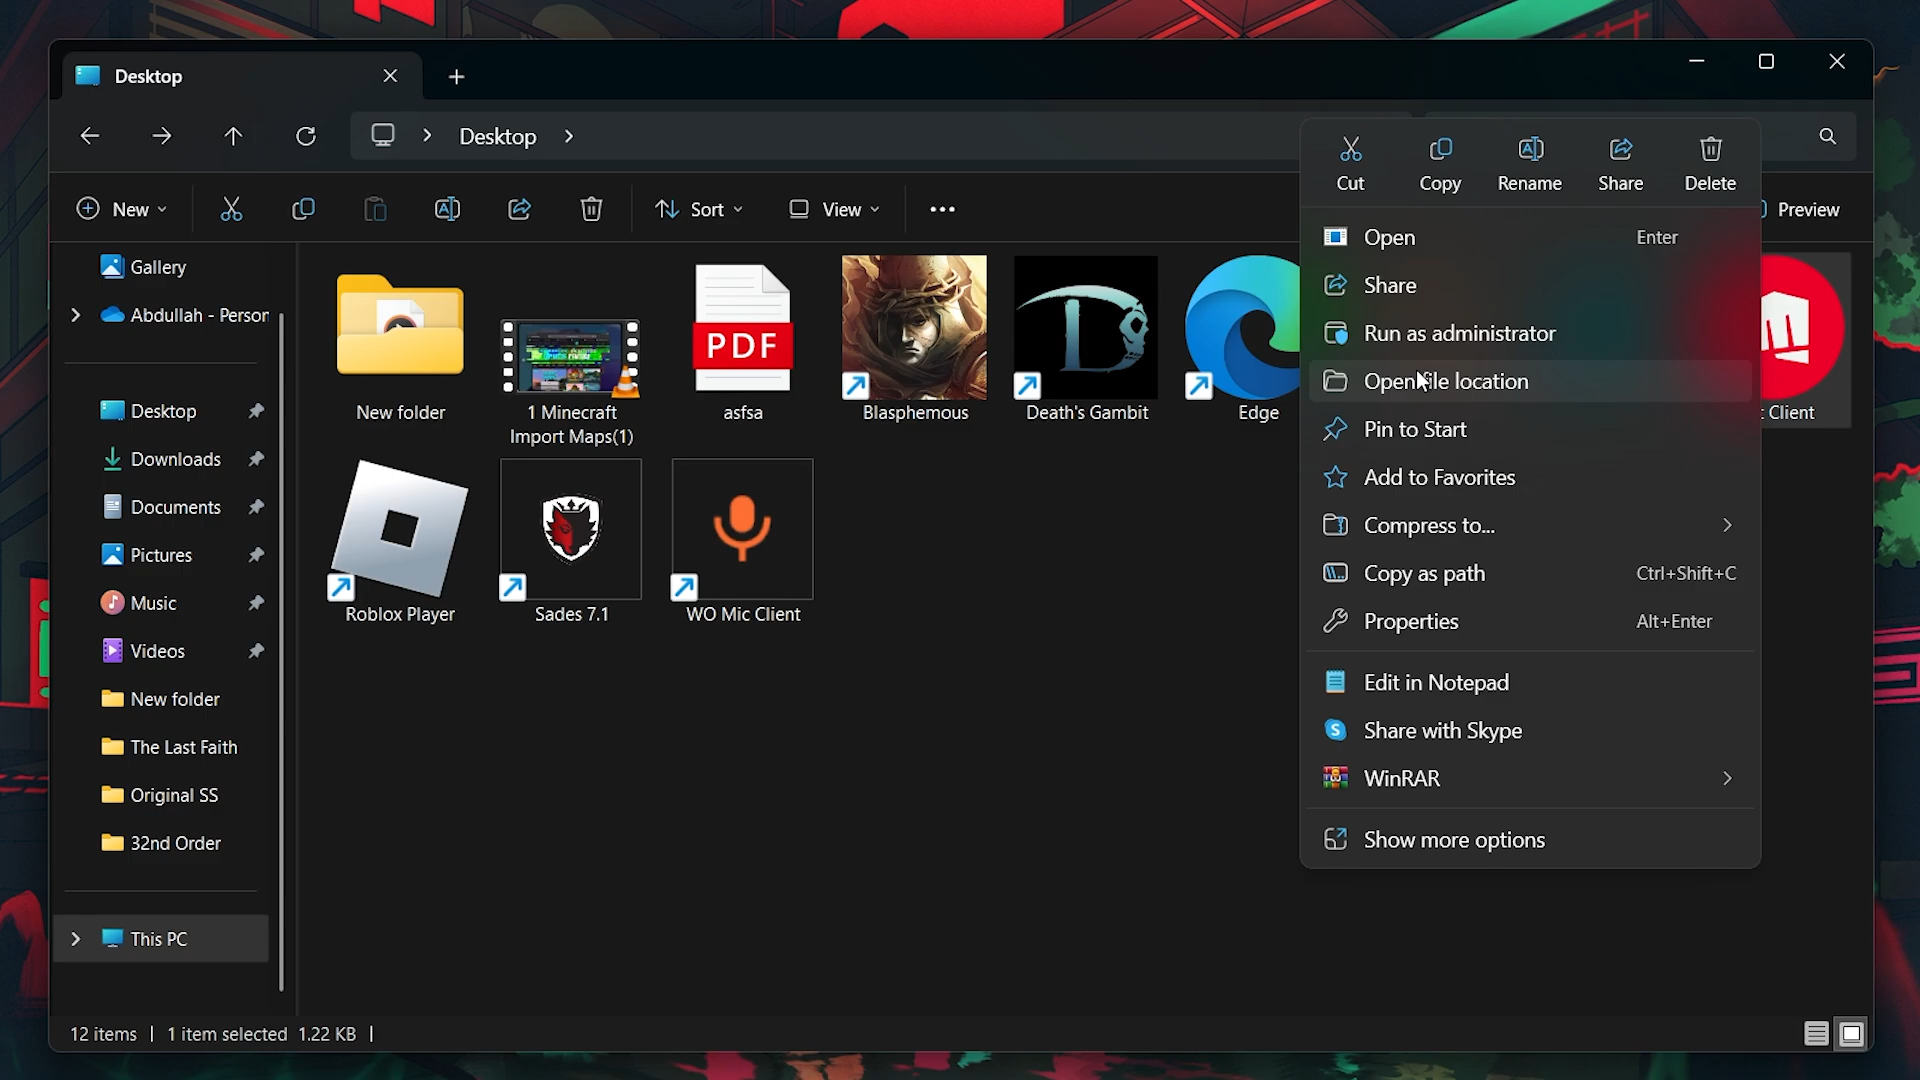 Desktop
Desktop
Cut
Copy
Rename
Share
Delete
New
Sort
View
Preview
Gallery
Abdullah - Person
Desktop
Downloads
Documents
Pictures
Music
Videos
New folder
The Last Faith
Original SS
32nd Order
This PC
New folder
1 Minecraft
Import Maps(1)
PDF
asfsa
Blasphemous
Death's Gambit
Edge
Client
Roblox Player
Sades 7.1
WO Mic Client
Open Enter
Share
Run as administrator
Open file location
Pin to Start
Add to Favorites
Compress to...
Copy as path Ctrl+Shift+C
Properties Alt+Enter
Edit in Notepad
Share with Skype
WinRAR
Show more options
12 items | 1 item selected 1.22 KB |